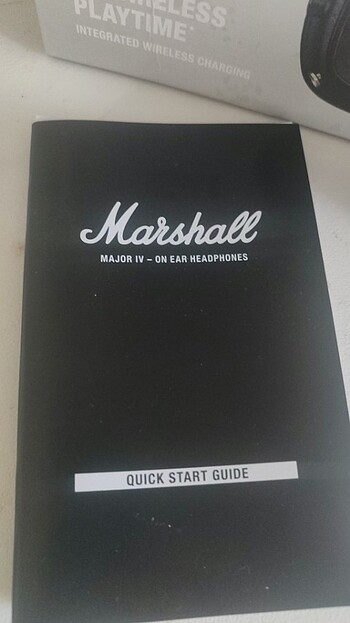 PLAYTIME*
INTEGRATED WIRELESS CHARGING
Marshall
MAJOR IV – ON EAR HEADPHONES
QUICK START GUIDE